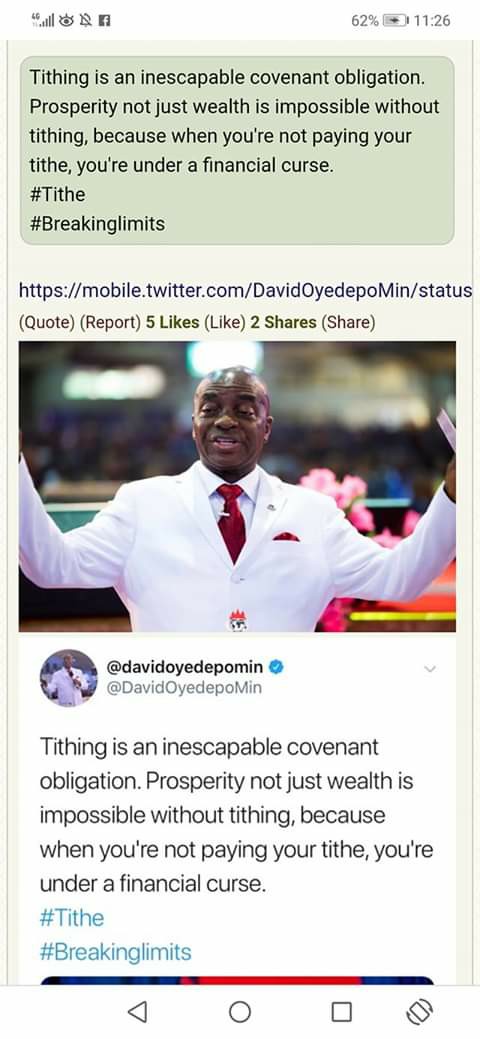 46
62% 11:26
Tithing is an inescapable covenant obligation.
Prosperity not just wealth is impossible without
tithing, because when you're not paying your
tithe, you're under a financial curse.
#Tithe
#Breakinglimits
https://mobile.twitter.com/DavidOyedepoMin/status
(Quote) (Report) 5 Likes (Like) 2 Shares (Share)
@davidoyedepomin
@DavidOyedepoMin
Tithing is an inescapable covenant
obligation. Prosperity not just wealth is
impossible without tithing, because
when you're not paying your tithe, you're
under a financial curse.
#Tithe
#Breakinglimits